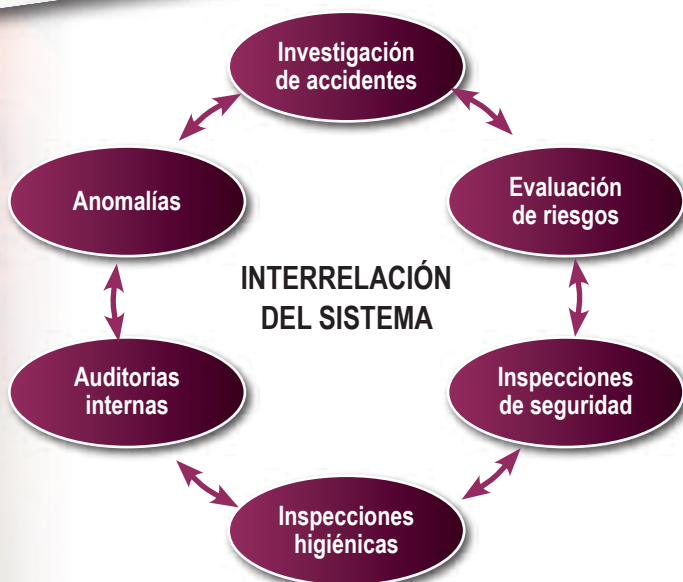 Investigación
de accidentes
Evaluación
de riesgos
Inspecciones
de seguridad
Inspecciones
higiénicas
Auditorias
internas
Anomalías
INTERRELACIÓN
DEL SISTEMA